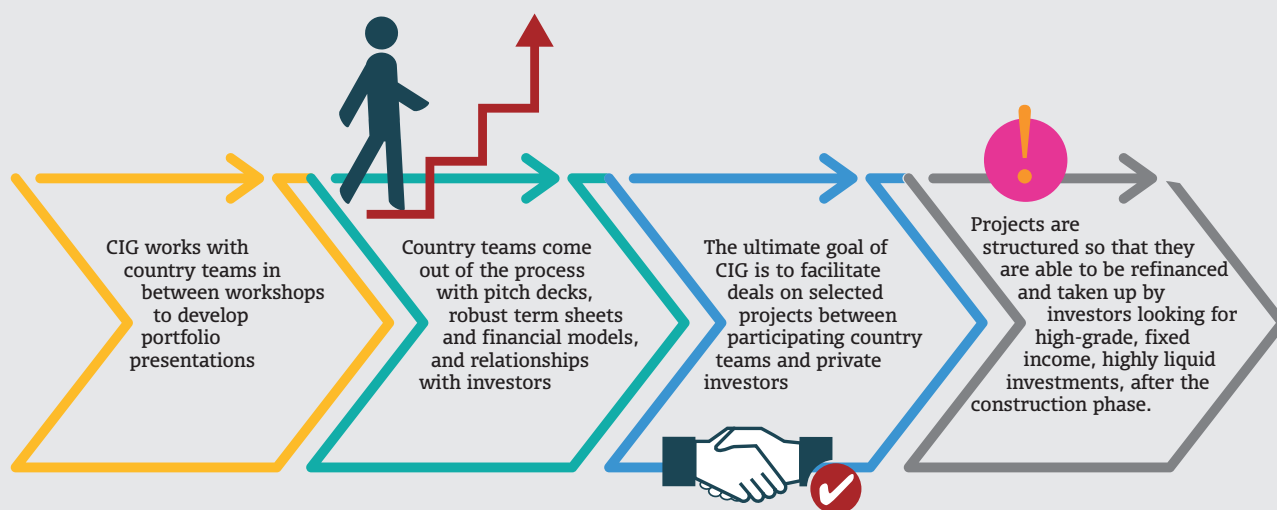 CIG works with
country teams in
between workshops
to develop
portfolio
presentations
Country teams come
out of the process
with pitch decks,
robust term sheets
and financial models,
and relationships
with investors
The ultimate goal of
CIG is to facilitate
deals on selected
projects between
participating country
teams and private
investors
Projects are
structured so that they
are able to be refinanced
and taken up by
investors looking for
high-grade, fixed
income, highly liquid
investments, after the
construction phase.